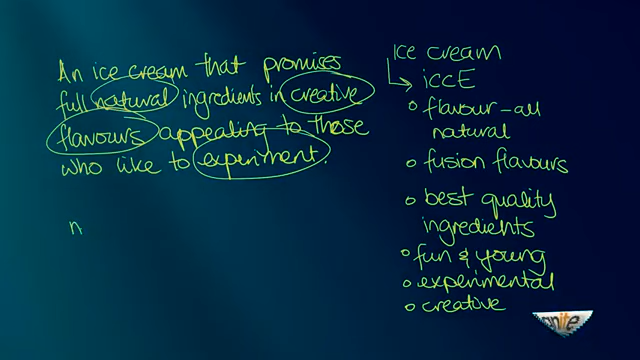 An ice cream that promises
full natural ingredients in creative
flavours appealing to those
who like to experiment.
n
Ice cream
iccE
flavour - all
natural
fusion flavours
best quality
ingredients
fun & young
experimental
creative